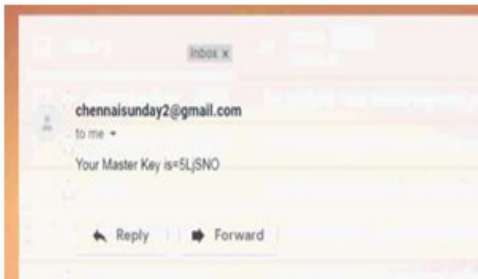 Inbox x
chennaisunday2@gmail.com
to me
Your Master Key is=5LjSNO
Reply Forward